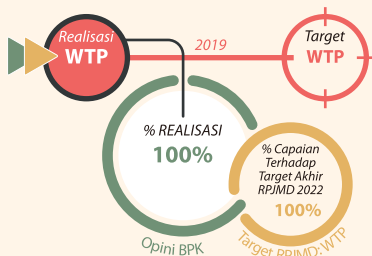 Realisasi
WTP
2019
Target
WTP
% REALISASI
100%
% Capaian
Terhadap
Target Akhir
RPJMD 2022
100%
Opini BPK
Target RPJMD: WTP